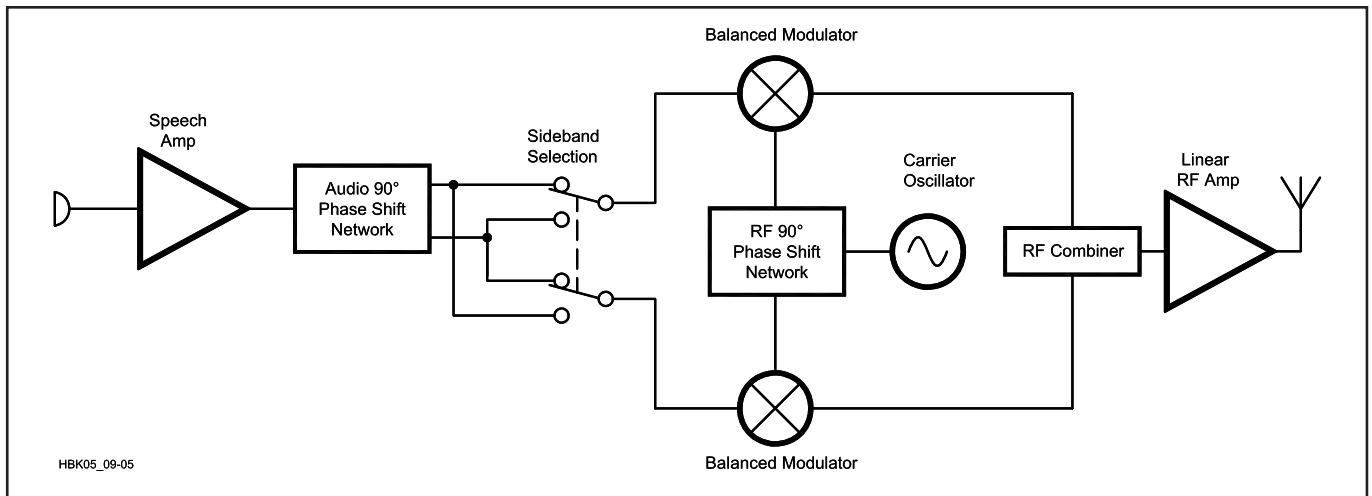 Balanced Modulator
Speech
Amp
Sideband
Selection
Carrier
Oscillator
Linear
RF Amp
Audio 90°
Phase Shift
Network
RF 90°
Phase Shift
Network
RF Combiner
Balanced Modulator
HBK05_09-05